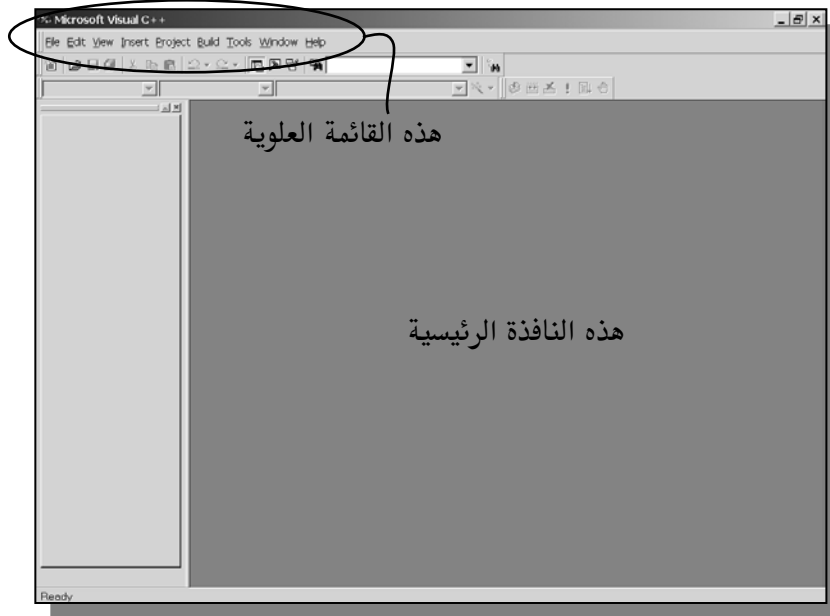 Microsoft Visual C++
File Edit View Insert Project Build Tools Window Help
هذه القائمة العلوية
هذه النافذة الرئيسية
Ready